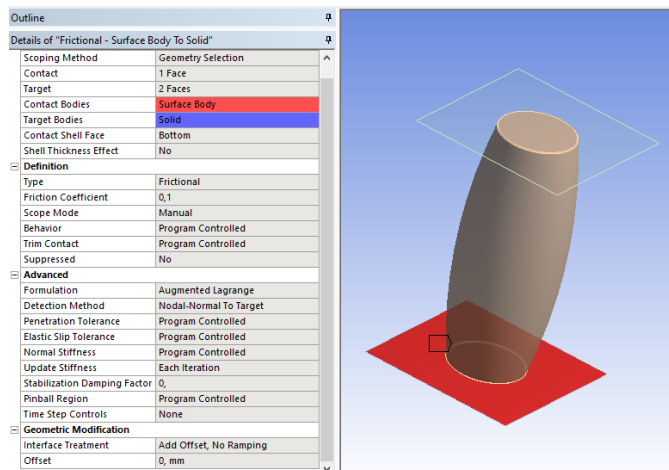 Outline
Details of "Frictional - Surface Body To Solid"
Scoping Method Geometry Selection
Contact 1 Face
Target 2 Faces
Contact Bodies Surface Body
Target Bodies Solid
Contact Shell Face Bottom
Shell Thickness Effect No
Definition
Type Frictional
Friction Coefficient 0,1
Scope Mode Manual
Behavior Program Controlled
Trim Contact Program Controlled
Suppressed No
Advanced
Formulation Augmented Lagrange
Detection Method Nodal-Normal To Target
Penetration Tolerance Program Controlled
Elastic Slip Tolerance Program Controlled
Normal Stiffness Program Controlled
Update Stiffness Each Iteration
Stabilization Damping Factor 0,
Pinball Region Program Controlled
Time Step Controls None
Geometric Modification
Interface Treatment Add Offset, No Ramping
Offset 0, mm